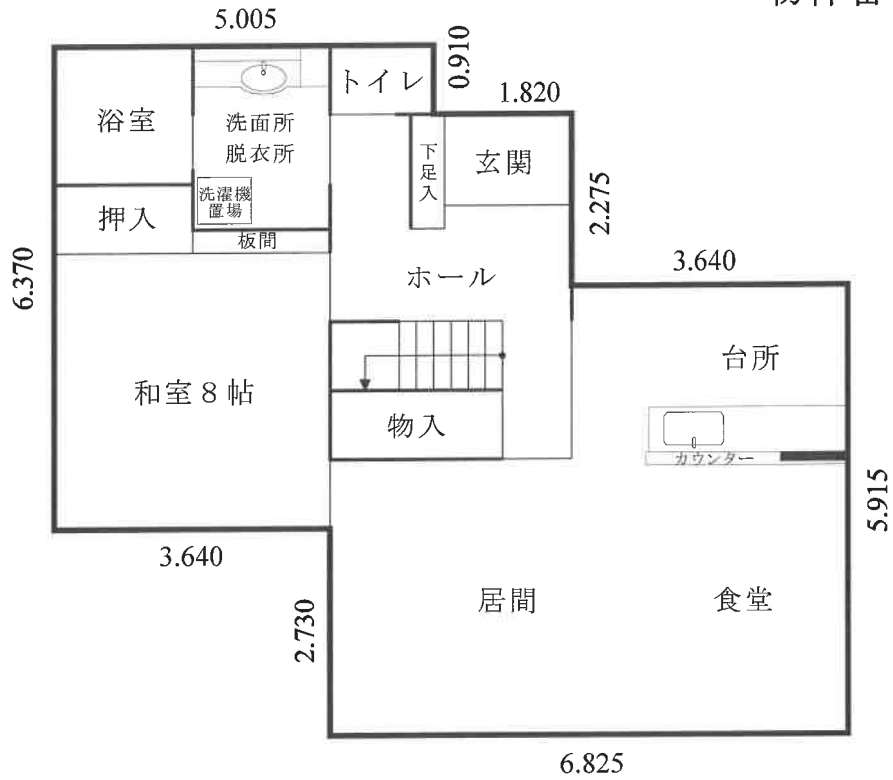 5.005
0.910
1.820
トイレ
浴室
洗面所
脱衣所
下足入
玄関
洗濯機
置場
押入
板間
2.275
3.640
6.370
ホール
台所
和室８帖
物入
カウンター
5.915
3.640
2.730
居間
食堂
6.825